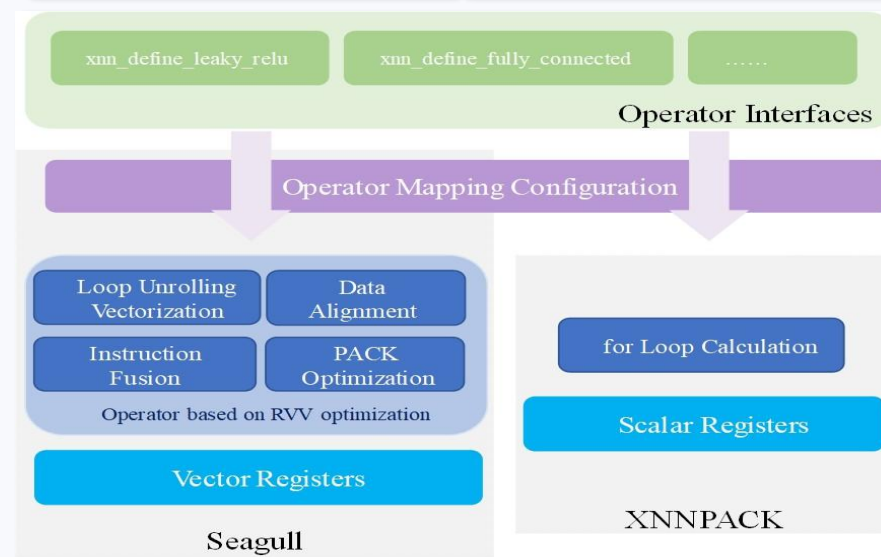 xnn_define_leaky_relu
xnn_define_fully_connected
......
Operator Interfaces
Operator Mapping Configuration
Loop Unrolling
Vectorization
Data
Alignment
Instruction
Fusion
PACK
Optimization
Operator based on RVV optimization
Vector Registers
Seagull
for Loop Calculation
Scalar Registers
XNNPACK